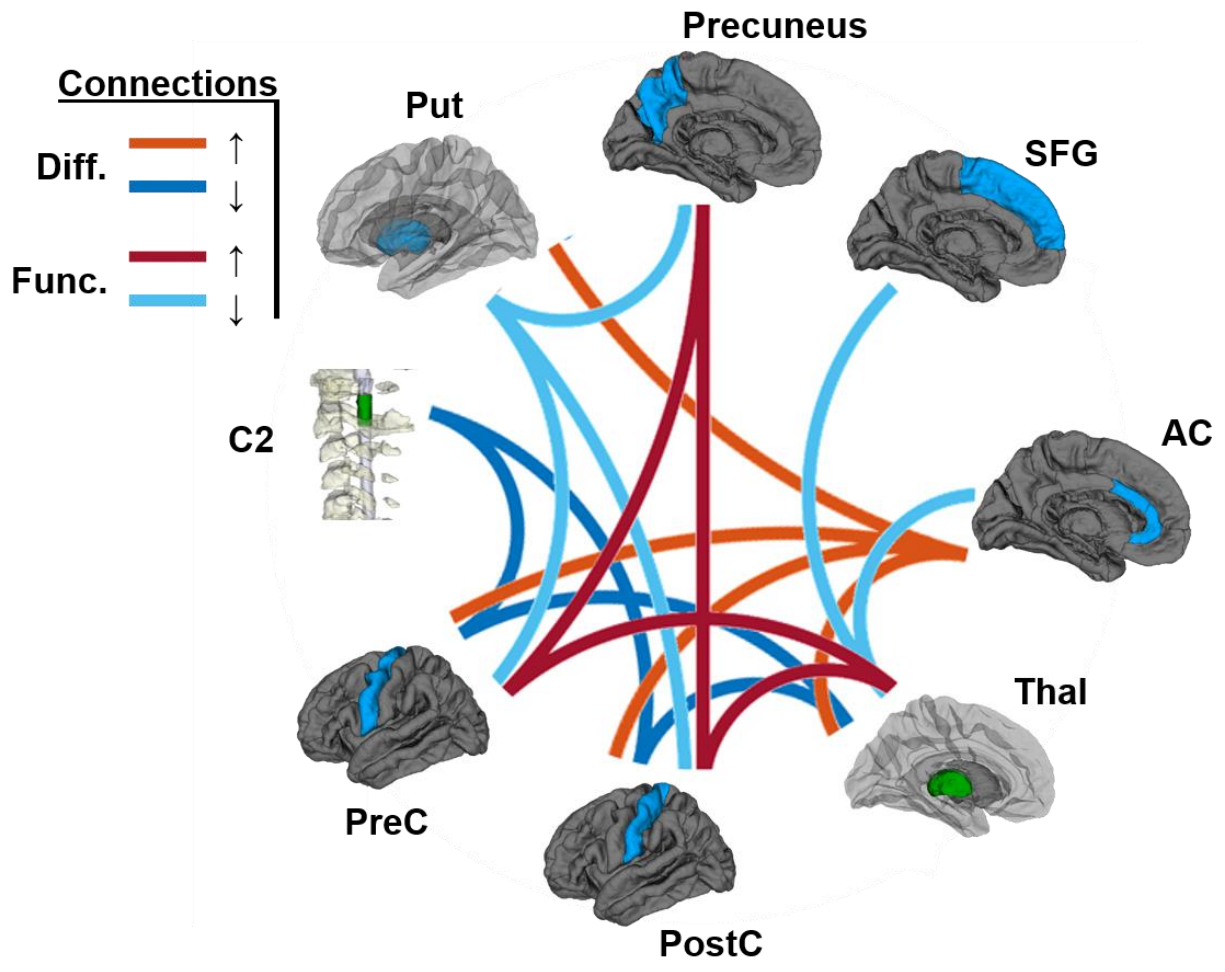 Precuneus
Connections
Put
SFG
Diff.
↑
↓
Func.
↑
↓
C2
AC
Thal
PreC
PostC